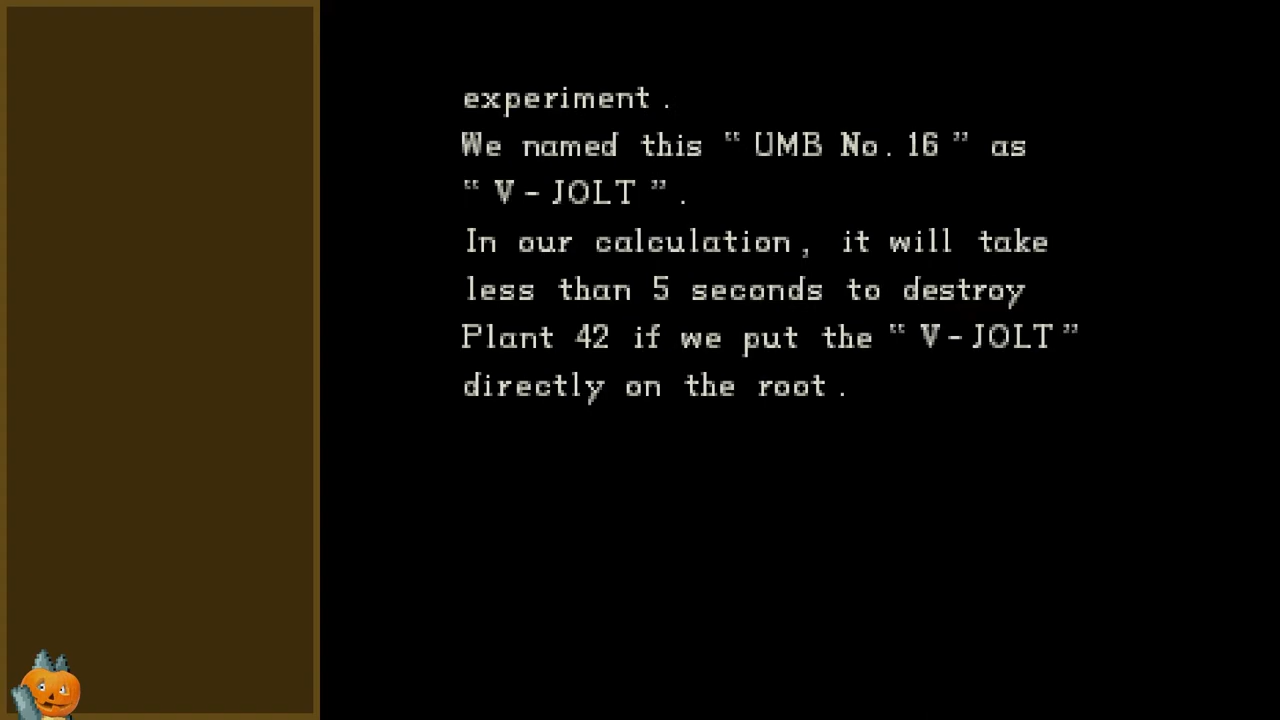 experiment.
We named this “UMB No.16” as
“V-JOLT”.
In our calculation, it will take
less than 5 seconds to destroy
Plant 42 if we put the “V-JOLT”
directly on the root.